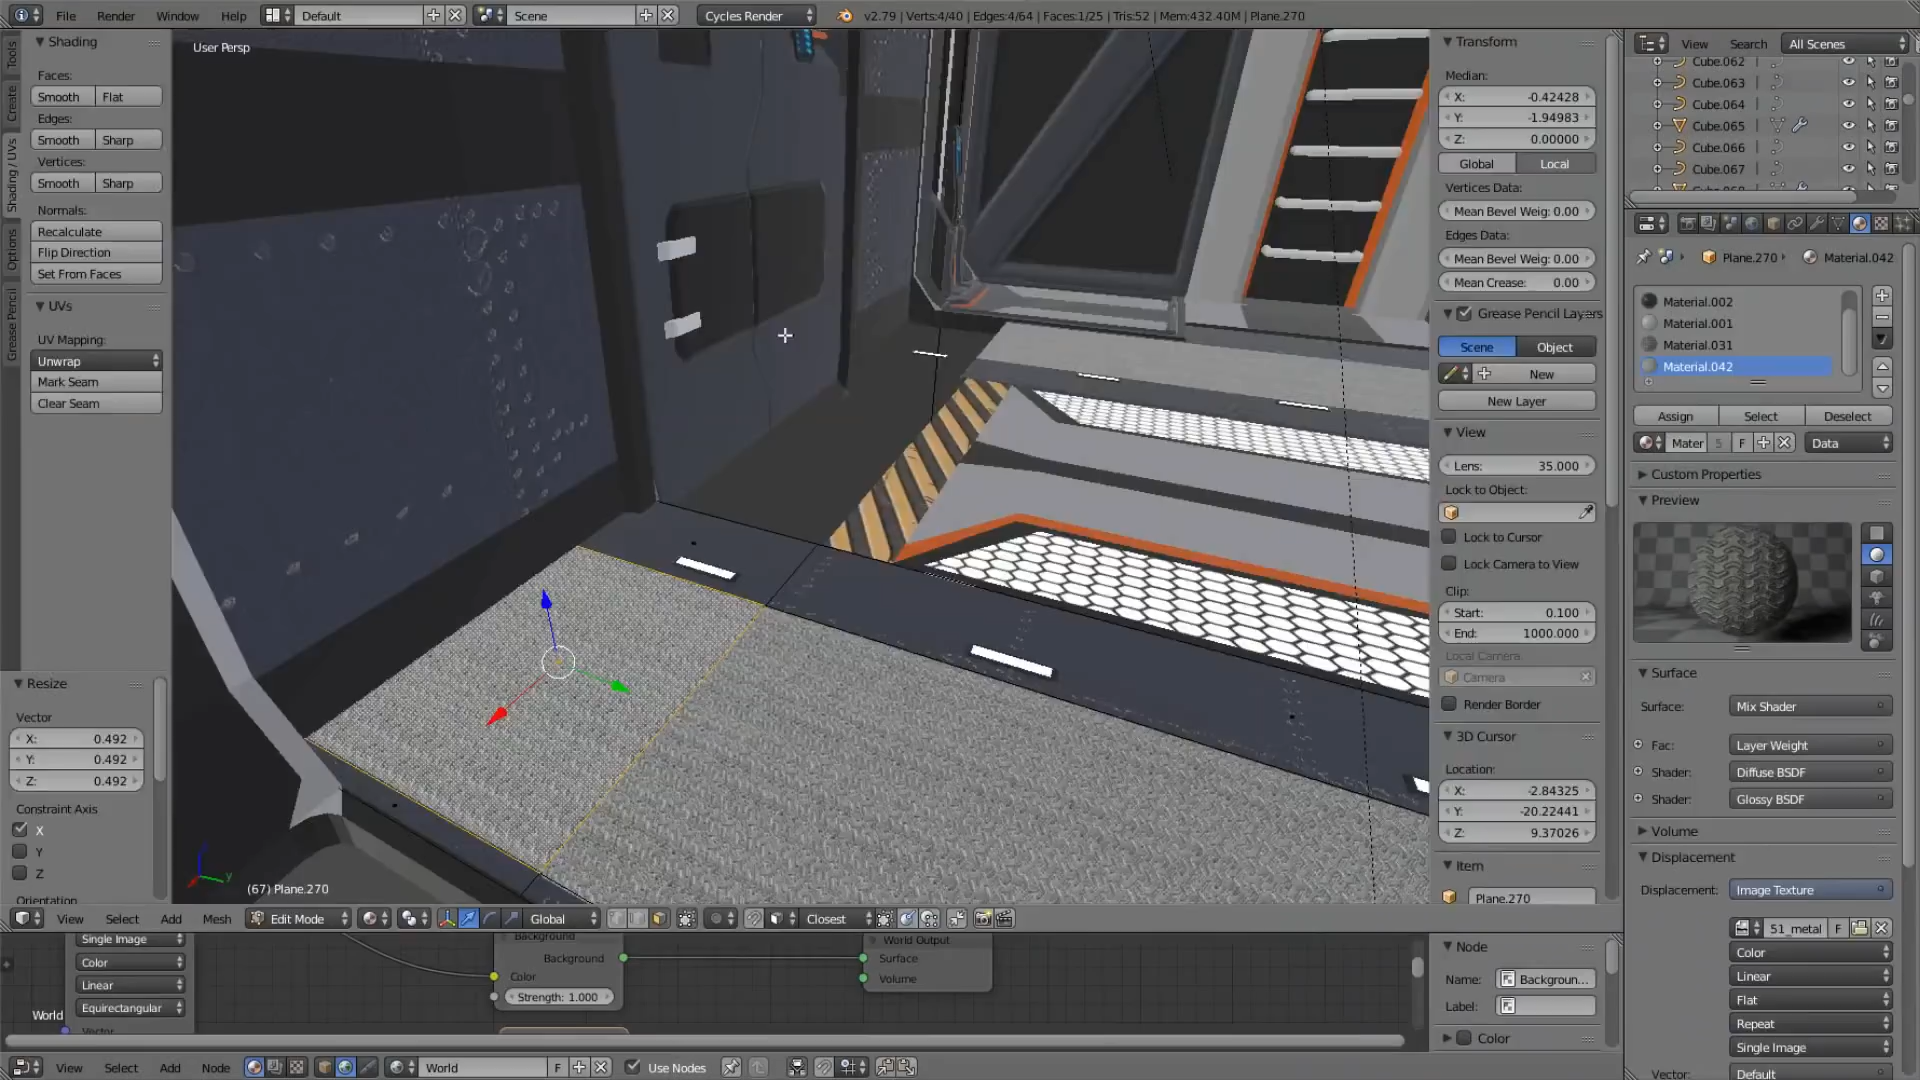 File
Render
Window
Help
Default
Scene
Cycles Render
v2.79 | Verts:4/40 | Edges:4/64 | Faces:1/25 | Tris:52 | Mem:432.40M | Plane.270
Tools
Create
Shading / UVs
Options
Grease Pencil
Shading
Faces:
Smooth Flat
Edges:
Smooth Sharp
Vertices:
Smooth Sharp
Normals:
Recalculate
Flip Direction
Set From Faces
UVs
UV Mapping:
Unwrap
Mark Seam
Clear Seam
Resize
Vector
X: 0.492
Y: 0.492
Z: 0.492
Constraint Axis
X
Y
Z
Orientation
User Persp
(67) Plane.270
Transform
Median:
X: -0.42428
Y: -1.94983
Z: 0.00000
Global Local
Vertices Data:
Mean Bevel Weig: 0.00
Edges Data:
Mean Bevel Weig: 0.00
Mean Crease: 0.00
Grease Pencil Layers
Scene Object
New
New Layer
View
Lens: 35.000
Lock to Object:
Lock to Cursor
Lock Camera to View
Clip:
Start: 0.100
End: 1000.000
Local Camera:
Camera
Render Border
3D Cursor
Location:
X: -2.84325
Y: -20.22441
Z: 9.37026
Item
Plane.270
View Search All Scenes
Cube.062
Cube.063
Cube.064
Cube.065
Cube.066
Cube.067
Plane.270 Material.042
Material.002
Material.001
Material.031
Material.042
Assign Select Deselect
Mater 5 F Data
Custom Properties
Preview
Surface
Surface: Mix Shader
Fac: Layer Weight
Shader: Diffuse BSDF
Shader: Glossy BSDF
Volume
Displacement
Displacement: Image Texture
51_metal F
Color
Linear
Flat
Repeat
Single Image
Vector: Default
View Select Add Mesh Edit Mode Global Closest
Single Image
Color
Linear
Equirectangular
Vector
World
Background
Background
Color
Strength: 1.000
World Output
Surface
Volume
Node
Name: Backgroun...
Label:
Color
View Select Add Node World F Use Nodes